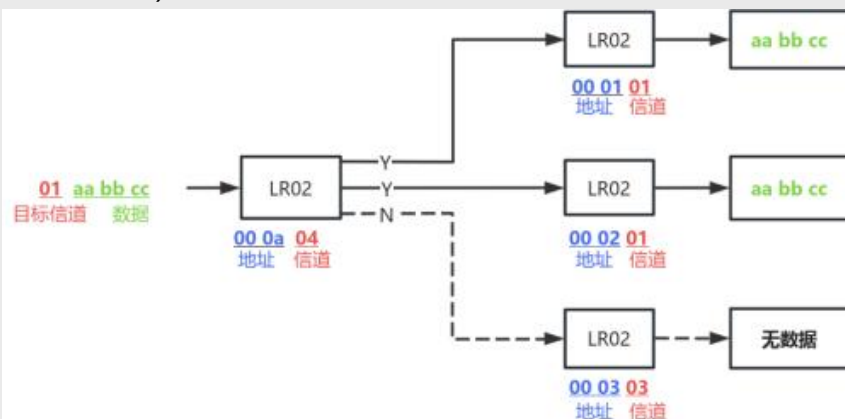 LR02
aa bb cc
00 01 01
地址 信道
Y
01 aa bb cc
目标信道 数据
LR02
Y
LR02
aa bb cc
N
00 0a 04
地址 信道
00 02 01
地址 信道
LR02
无数据
00 03 03
地址 信道